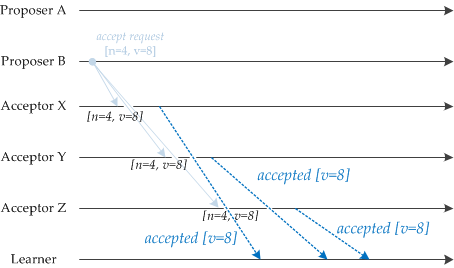 Proposer A
accept request
[n=4, v=8]
Proposer B
Acceptor X
[n=4, v=8]
Acceptor Y
[n=4, v=8]
accepted [v=8]
Acceptor Z
[n=4, v=8]
accepted [v=8]
accepted [v=8]
Learner